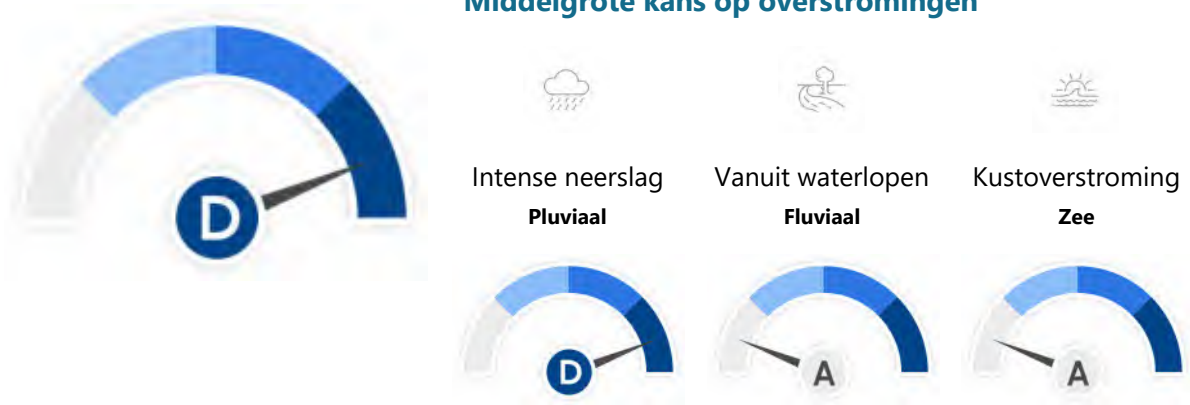 Middelgrote kans op overstromingen
D
Intense neerslag
Pluviaal
D
Vanuit waterlopen
Fluviaal
A
Kustoverstroming
Zee
A